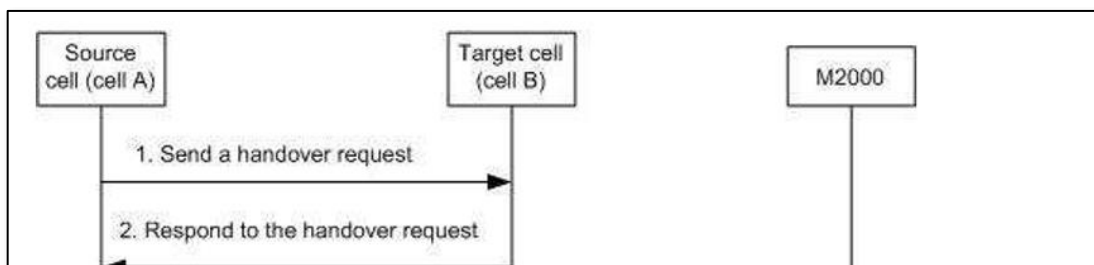 Source
cell (cell A)
Target cell
(cell B)
M2000
1. Send a handover request
2. Respond to the handover request